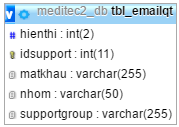 meditec2_db tbl_emailqt
hienthi : int(2)
idsupport : int(11)
matkhau : varchar(255)
nhom : varchar(50)
supportgroup : varchar(255)